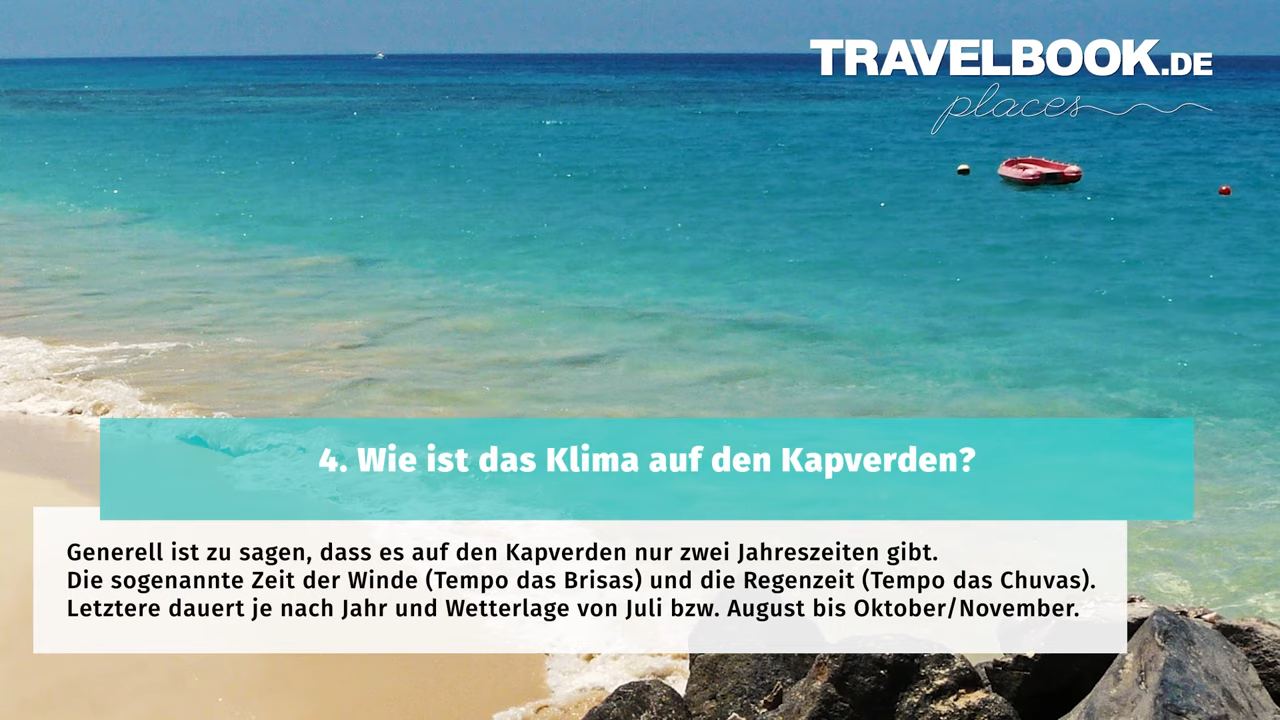 TRAVELBOOK.DE
places
4. Wie ist das Klima auf den Kapverden?
Generell ist zu sagen, dass es auf den Kapverden nur zwei Jahreszeiten gibt.
Die sogenannte Zeit der Winde (Tempo das Brisas) und die Regenzeit (Tempo das Chuvas).
Letztere dauert je nach Jahr und Wetterlage von Juli bzw. August bis Oktober/November.